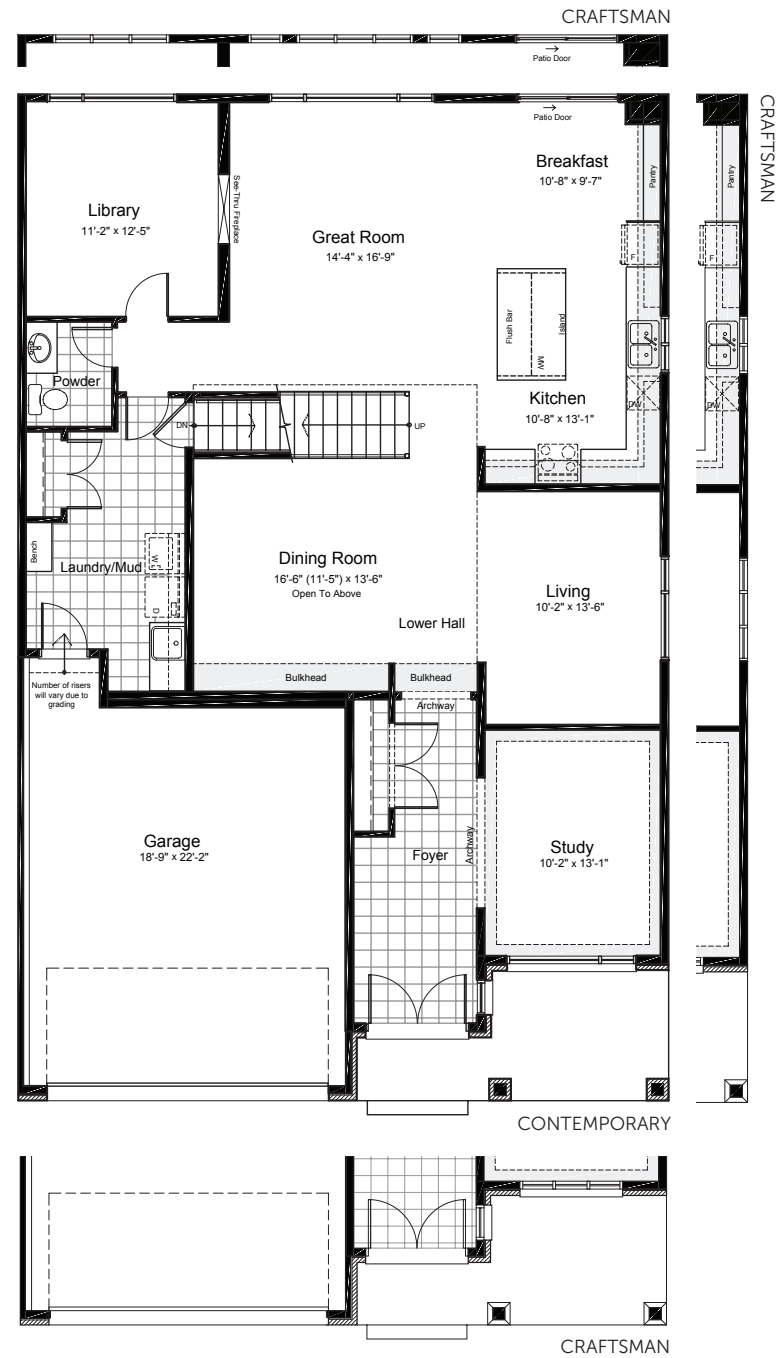 CRAFTSMAN
Patio Door
CRAFTSMAN
Patio Door
Breakfast
10'-8" x 9'-7"
Pantry
Pantry
Library
11'-2" x 12'-5"
See-Thru Fireplace
Great Room
14'-4" x 16'-9"
F
F
Flush Bar
Island
MW
Powder
Kitchen
10'-8" x 13'-1"
DW
DW
DN
UP
Bench
Laundry/Mud
W
D
Dining Room
16'-6" (11'-5") x 13'-6"
Open To Above
Living
10'-2" x 13'-6"
Lower Hall
Number of risers
will vary due to
grading
Bulkhead
Bulkhead
Archway
Garage
18'-9" x 22'-2"
Foyer
Archway
Study
10'-2" x 13'-1"
CONTEMPORARY
CRAFTSMAN